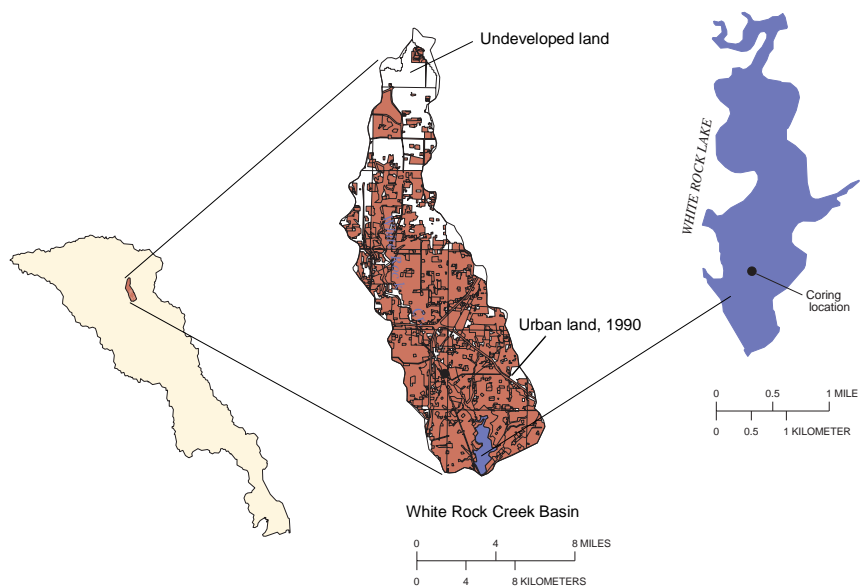 Undeveloped land
WHITE ROCK LAKE
Coring
location
Urban land, 1990
0 0.5 1 MILE
0 0.5 1 KILOMETER
White Rock Creek Basin
0 4 8 MILES
0 4 8 KILOMETERS